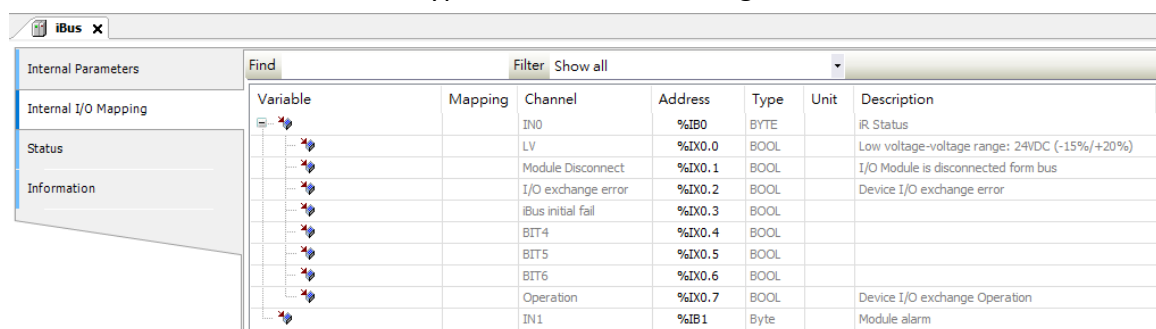 iBus x
Internal Parameters
Internal I/O Mapping
Status
Information
Find Filter Show all
Variable Mapping Channel Address Type Unit Description
IN0 %IB0 BYTE iR Status
LV %IX0.0 BOOL Low voltage-voltage range: 24VDC (-15%/+20%)
Module Disconnect %IX0.1 BOOL I/O Module is disconnected form bus
I/O exchange error %IX0.2 BOOL Device I/O exchange error
iBus initial fail %IX0.3 BOOL
BIT4 %IX0.4 BOOL
BIT5 %IX0.5 BOOL
BIT6 %IX0.6 BOOL
Operation %IX0.7 BOOL Device I/O exchange Operation
IN1 %IB1 Byte Module alarm